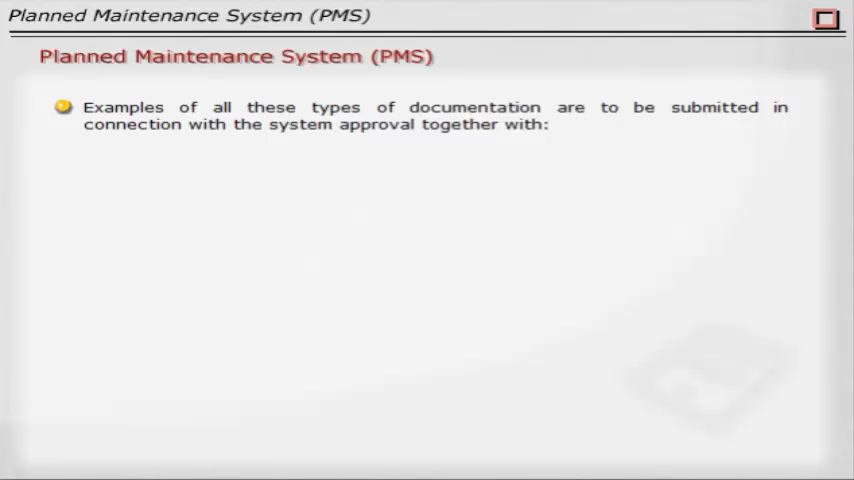 Planned Maintenance System (PMS)
Planned Maintenance System (PMS)
Examples of all these types of documentation are to be submitted in
connection with the system approval together with: